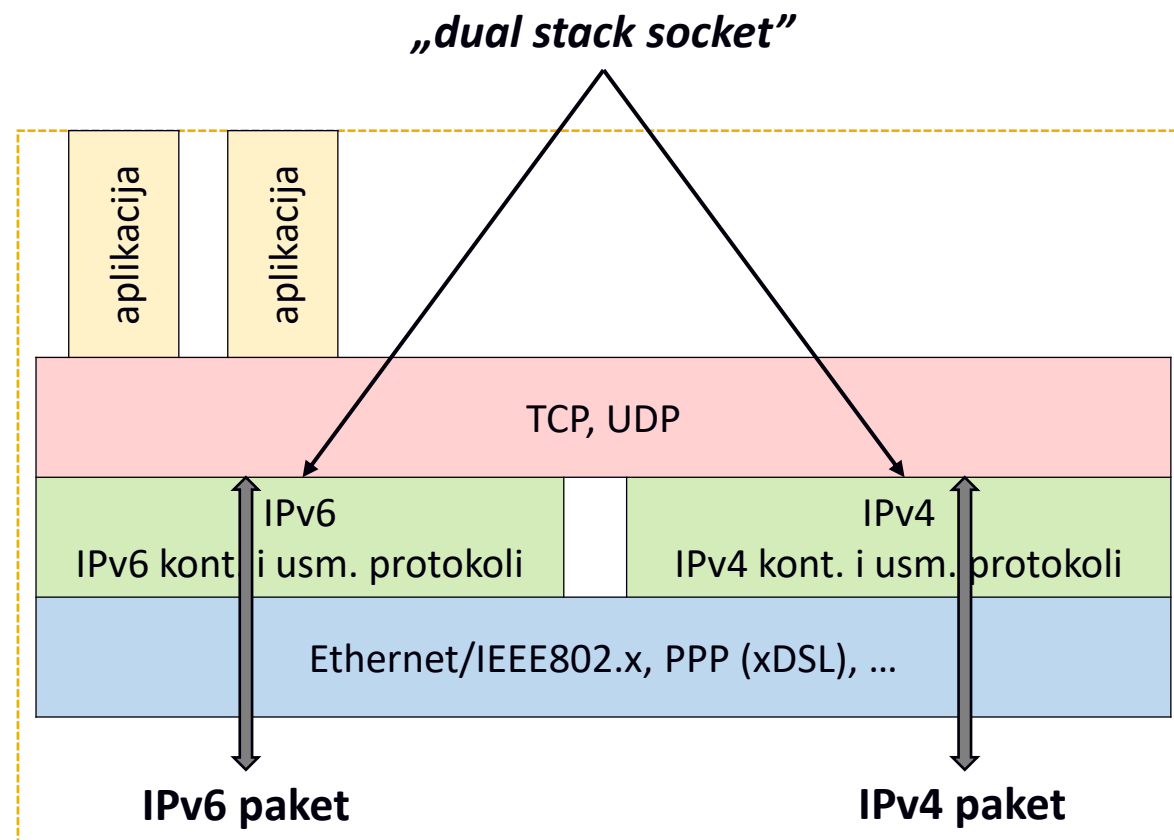 „dual stack socket”
aplikacija
aplikacija
TCP, UDP
IPv6
IPv6 kont. i usm. protokoli
IPv4
IPv4 kont. i usm. protokoli
Ethernet/IEEE802.x, PPP (xDSL), ...
IPv6 paket
IPv4 paket